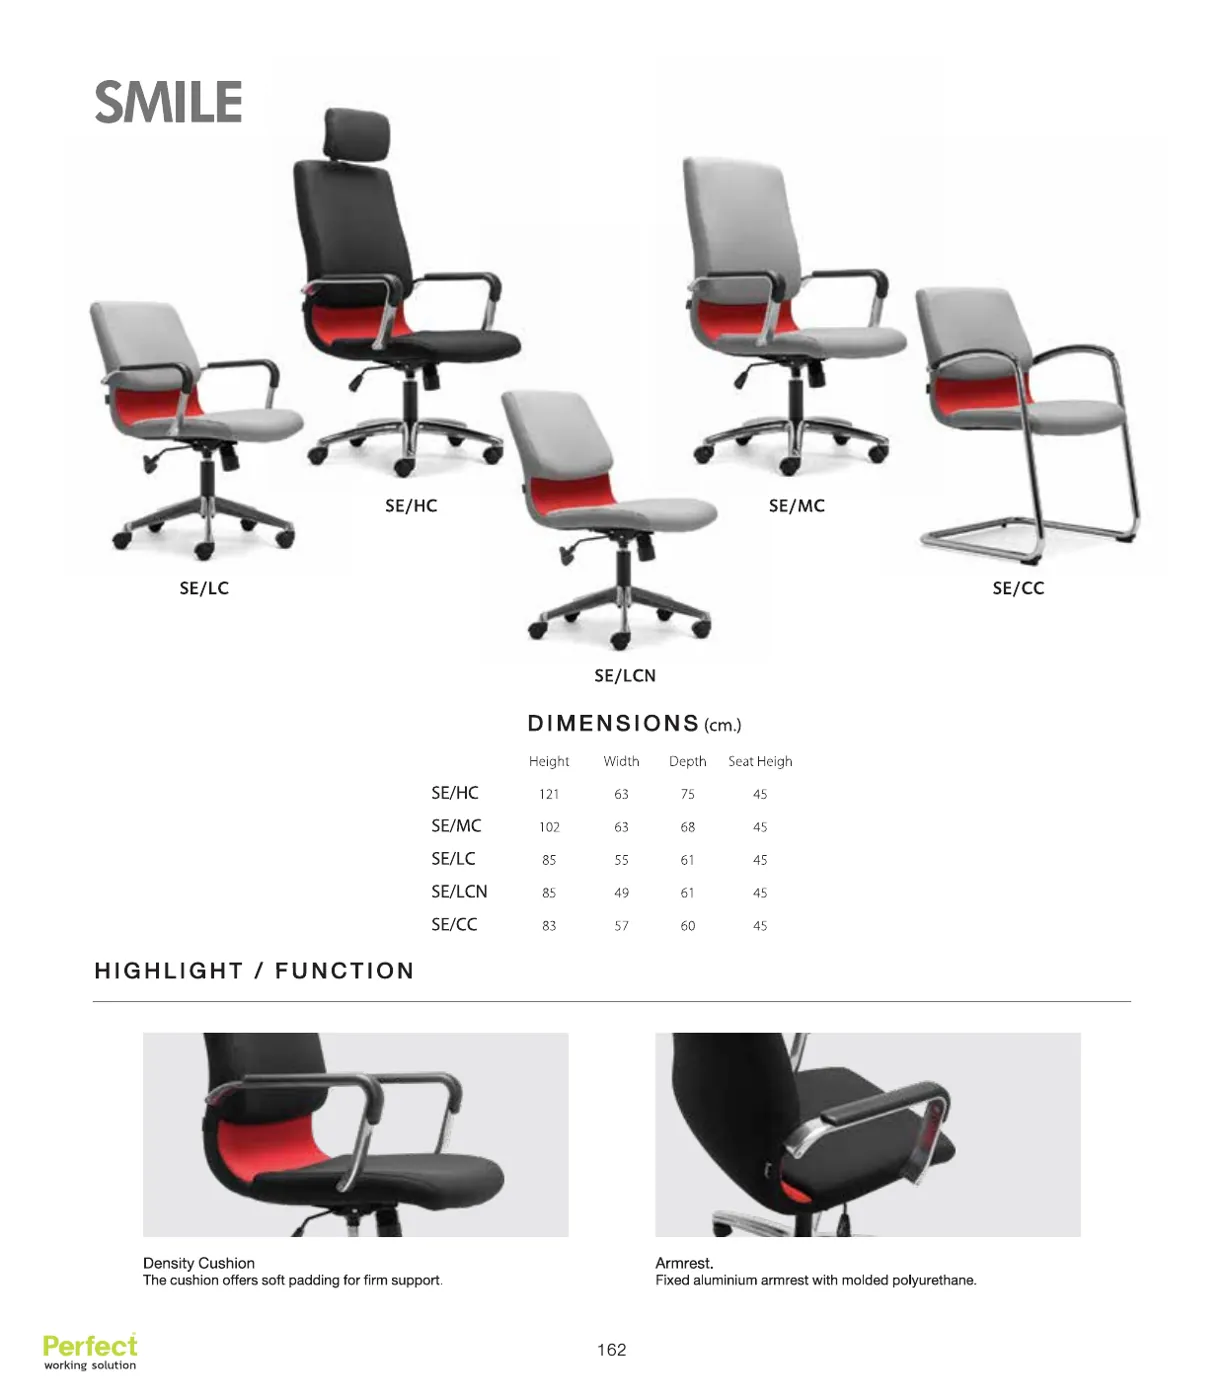 SMILE
SE/HC
SE/MC
SE/LC
SE/CC
SE/LCN
DIMENSIONS (cm.)
Height Width Depth Seat Heigh
SE/HC 121 63 75 45
SE/MC 102 63 68 45
SE/LC 85 55 61 45
SE/LCN 85 49 61 45
SE/CC 83 57 60 45
HIGHLIGHT / FUNCTION
Density Cushion
The cushion offers soft padding for firm support.
Armrest.
Fixed aluminium armrest with molded polyurethane.
Perfect
working solution
162